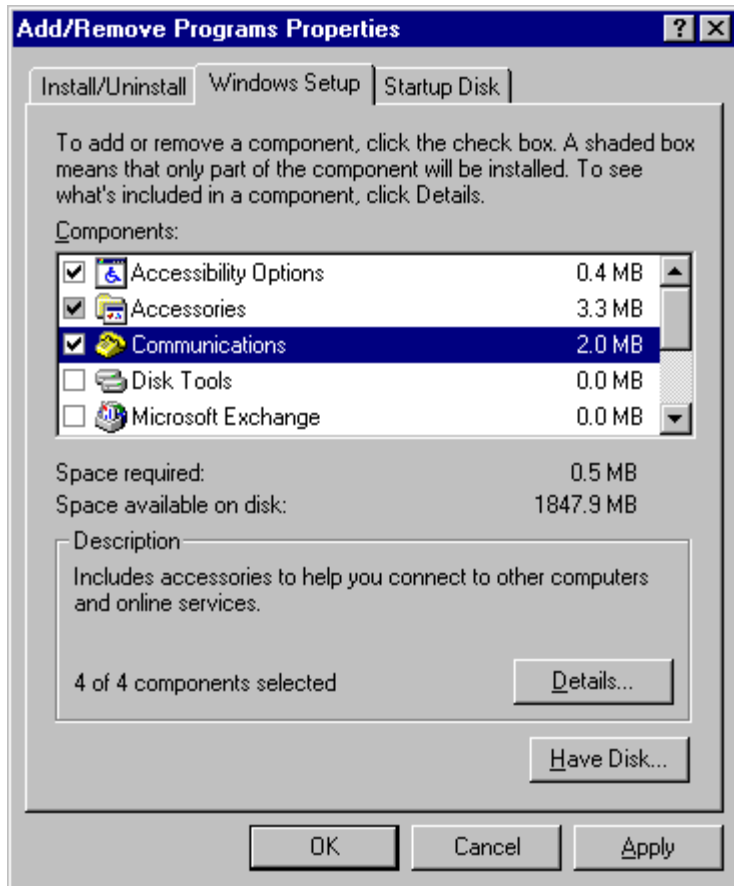 Add/Remove Programs Properties
Install/Uninstall Windows Setup Startup Disk
To add or remove a component, click the check box. A shaded box
means that only part of the component will be installed. To see
what's included in a component, click Details.
Components:
Accessibility Options 0.4 MB
Accessories 3.3 MB
Communications 2.0 MB
Disk Tools 0.0 MB
Microsoft Exchange 0.0 MB
Space required: 0.5 MB
Space available on disk: 1847.9 MB
Description
Includes accessories to help you connect to other computers
and online services.
4 of 4 components selected Details...
Have Disk...
OK Cancel Apply